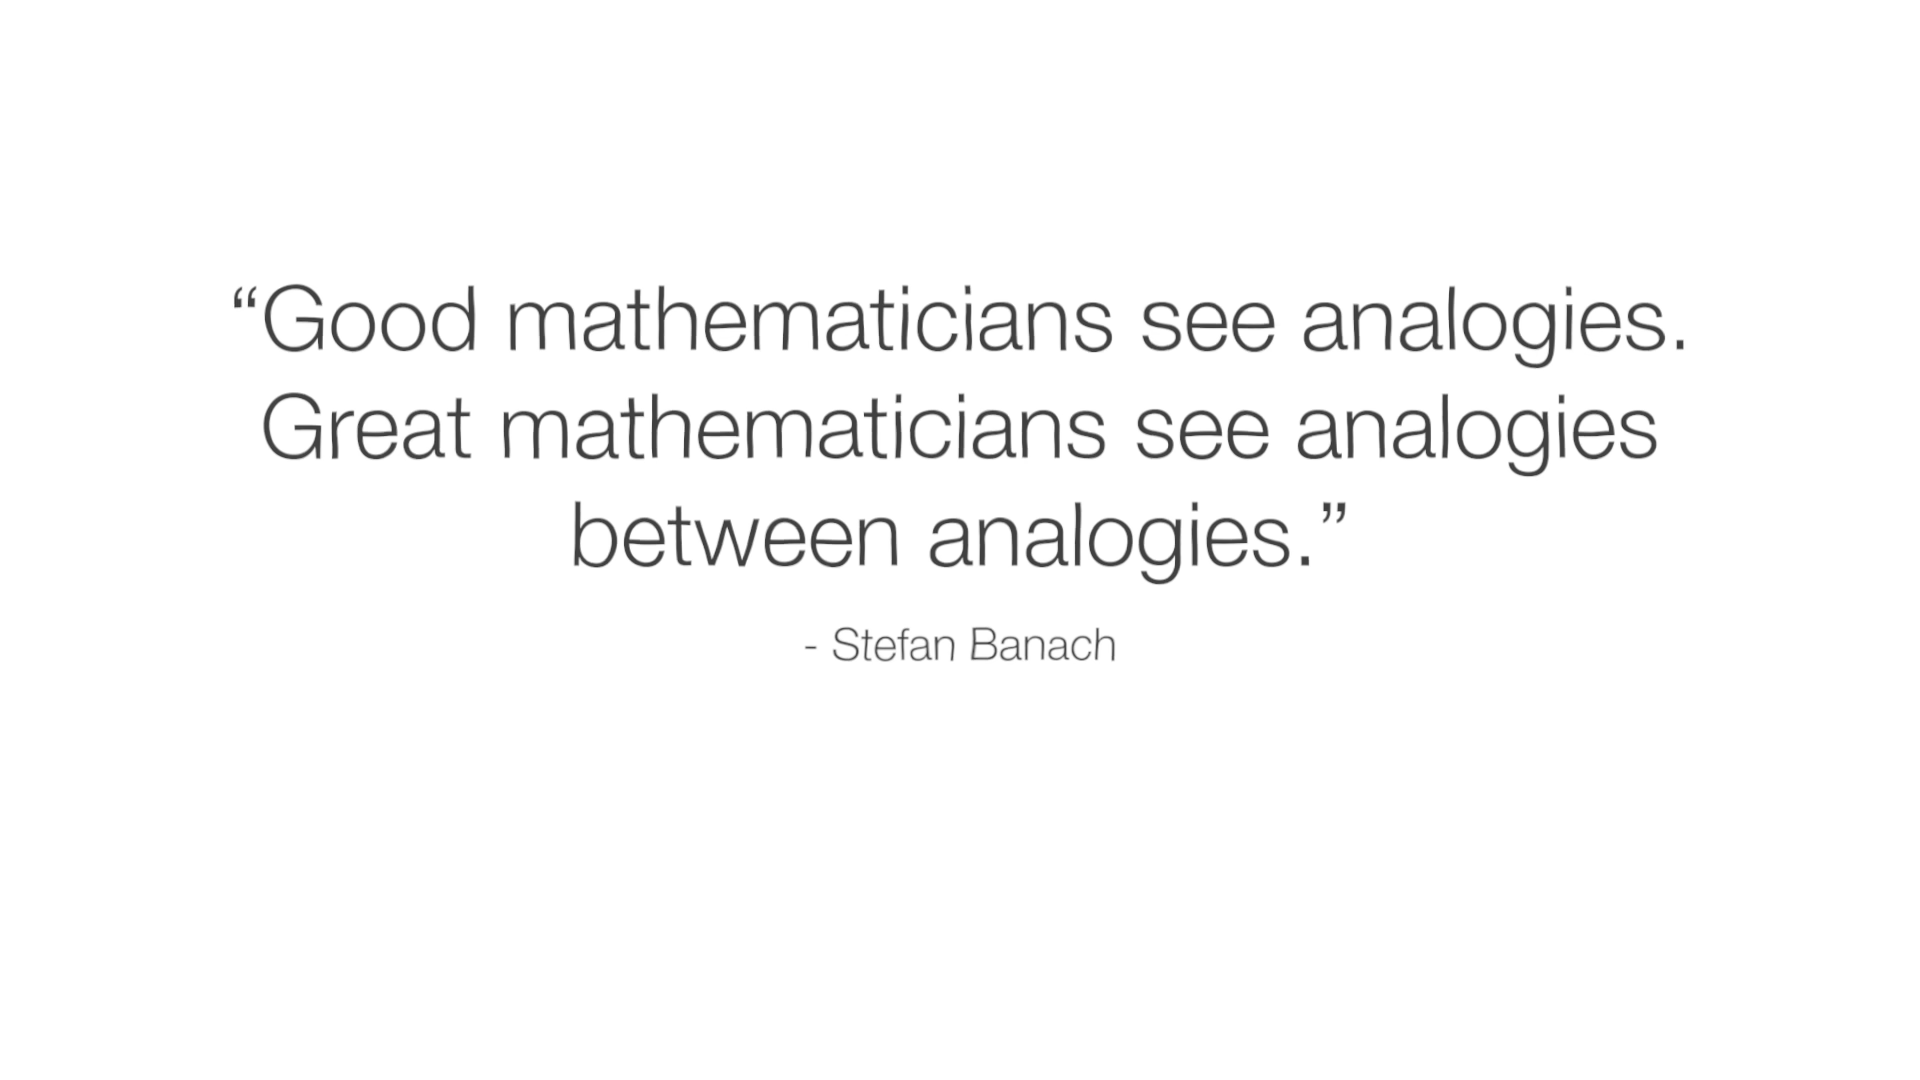 “Good mathematicians see analogies.
Great mathematicians see analogies
between analogies.”
- Stefan Banach